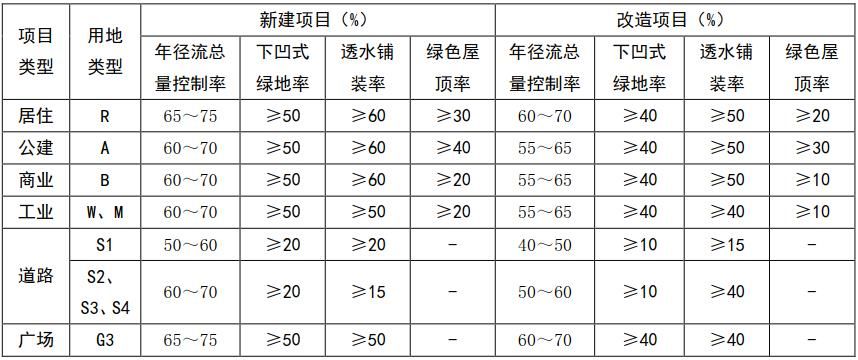 项目类型 用地类型 新建项目（%） 改造项目（%）
年径流总量控制率 下凹式绿地率 透水铺装率 绿色屋顶率 年径流总量控制率 下凹式绿地率 透水铺装率 绿色屋顶率
居住 R 65～75 ≥50 ≥60 ≥30 60～70 ≥40 ≥50 ≥20
公建 A 60～70 ≥50 ≥60 ≥40 55～65 ≥40 ≥50 ≥30
商业 B 60～70 ≥50 ≥60 ≥20 55～65 ≥40 ≥50 ≥10
工业 W、M 60～70 ≥50 ≥50 ≥20 55～65 ≥40 ≥40 ≥10
道路 S1 50～60 ≥20 ≥20 - 40～50 ≥10 ≥15 -
S2、S3、S4 60～70 ≥20 ≥15 - 50～60 ≥10 ≥40 -
广场 G3 65～75 ≥50 ≥50 - 60～70 ≥40 ≥40 -